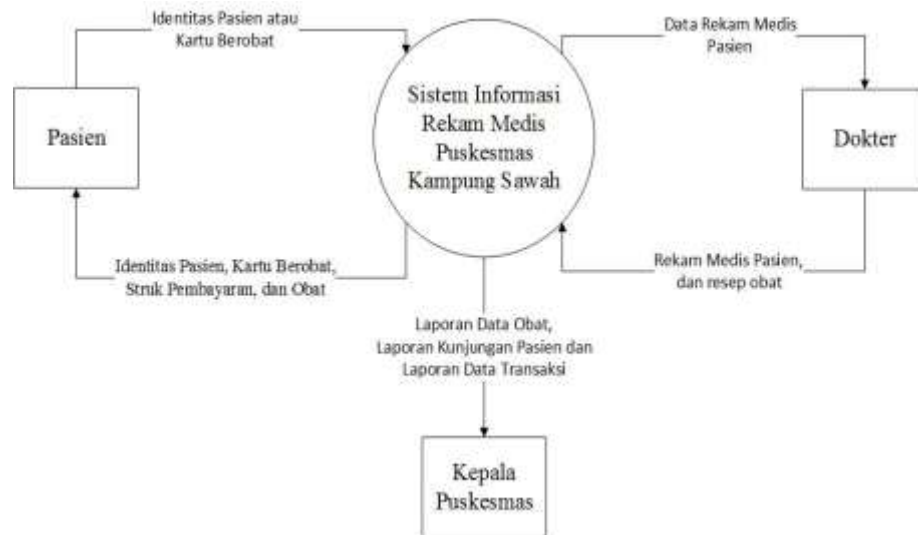 Identitas Pasien atau
Kartu Berobat
Data Rekam Medis
Pasien
Sistem Informasi
Rekam Medis
Puskesmas
Kampung Sawah
Pasien
Dokter
Identitas Pasien, Kartu Berobat,
Struk Pembayaran, dan Obat
Rekam Medis Pasien,
dan resep obat
Laporan Data Obat,
Laporan Kunjungan Pasien dan
Laporan Data Transaksi
Kepala
Puskesmas